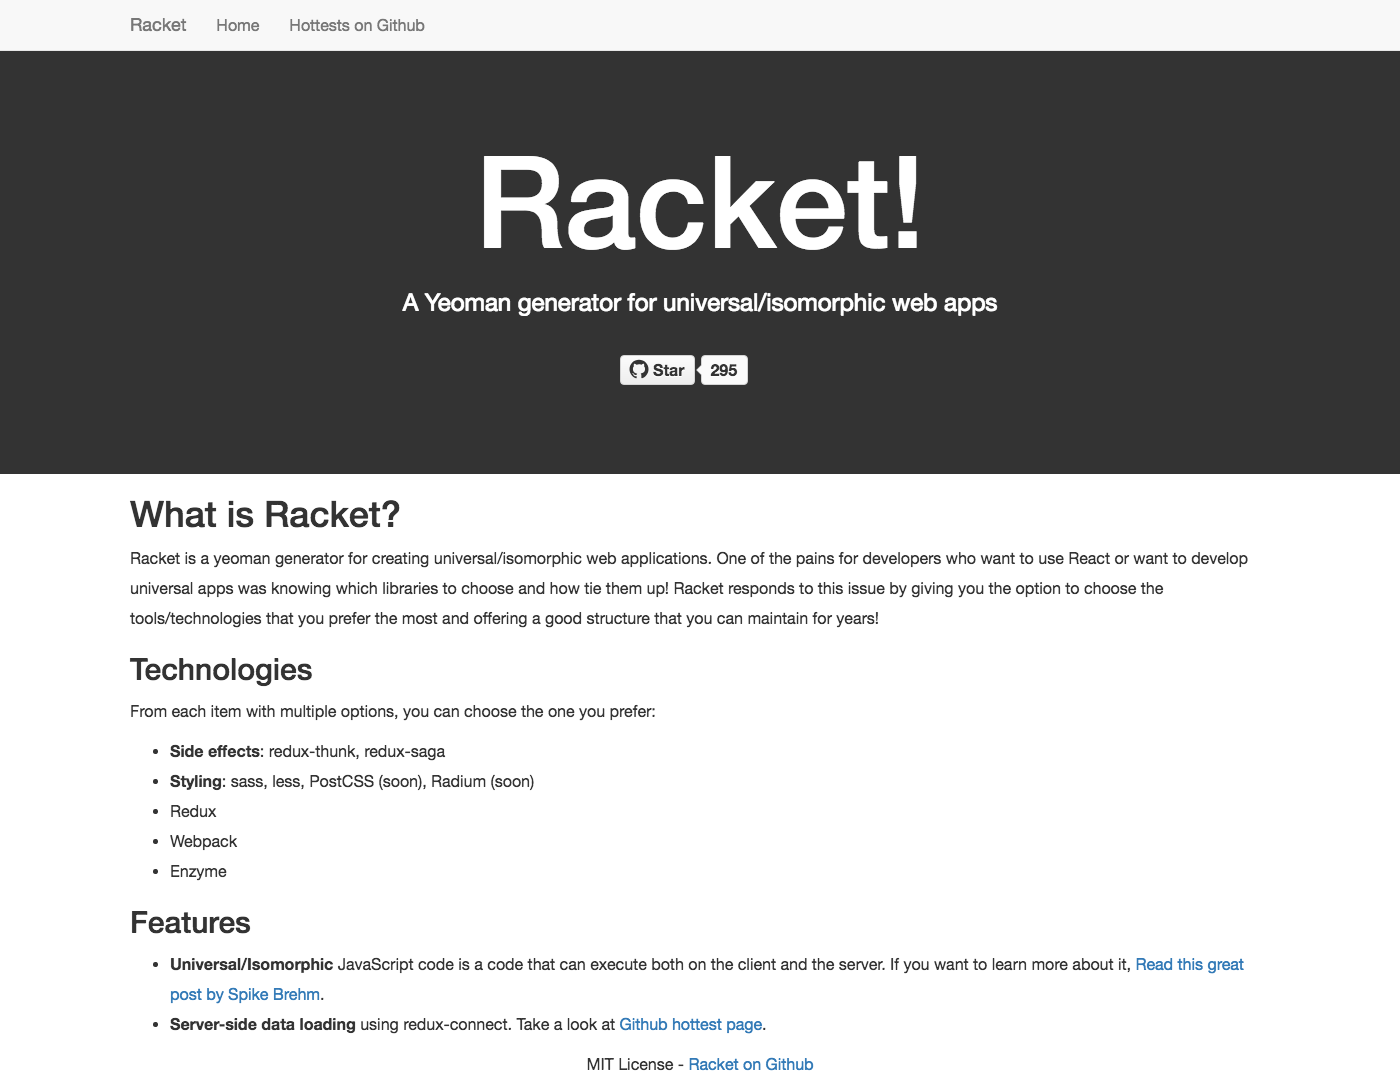 Racket Home Hottests on Github
Racket!
A Yeoman generator for universal/isomorphic web apps
Star 295
What is Racket?
Racket is a yeoman generator for creating universal/isomorphic web applications. One of the pains for developers who want to use React or want to develop
universal apps was knowing which libraries to choose and how tie them up! Racket responds to this issue by giving you the option to choose the
tools/technologies that you prefer the most and offering a good structure that you can maintain for years!
Technologies
From each item with multiple options, you can choose the one you prefer:
• Side effects: redux-thunk, redux-saga
• Styling: sass, less, PostCSS (soon), Radium (soon)
• Redux
• Webpack
• Enzyme
Features
• Universal/Isomorphic JavaScript code is a code that can execute both on the client and the server. If you want to learn more about it, Read this great
post by Spike Brehm.
• Server-side data loading using redux-connect. Take a look at Github hottest page.
MIT License - Racket on Github